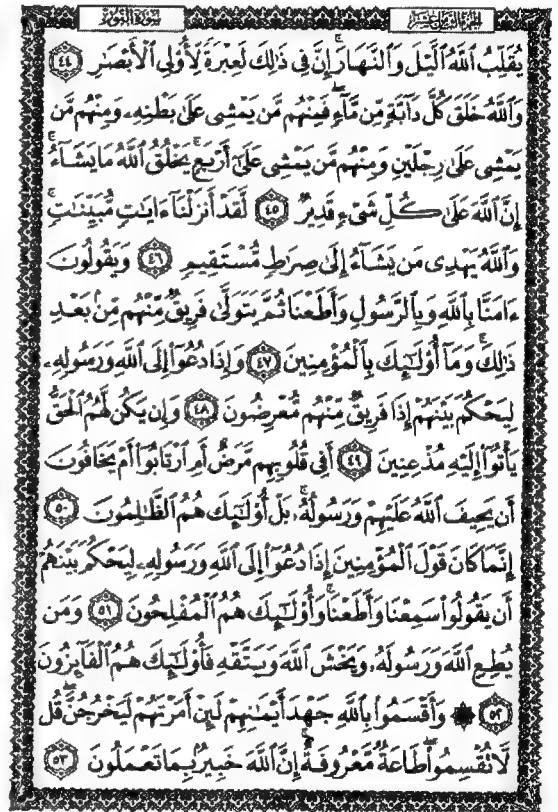 سُورَةُ النُّورِ
الجزء الثامن عشر
يُقَلِّبُ ٱللَّهُ ٱلَّيْلَ وَٱلنَّهَارَ ۚ إِنَّ فِى ذَٰلِكَ لَعِبْرَةً لِّأُو۟لِى ٱلْأَبْصَٰرِ ٤٤
وَٱللَّهُ خَلَقَ كُلَّ دَآبَّةٍ مِّن مَّآءٍ ۖ فَمِنْهُم مَّن يَمْشِى عَلَىٰ بَطْنِهِۦ وَمِنْهُم مَّن
يَمْشِى عَلَىٰ رِجْلَيْنِ وَمِنْهُم مَّن يَمْشِى عَلَىٰٓ أَرْبَعٍ ۚ يَخْلُقُ ٱللَّهُ مَا يَشَآءُ ۚ
إِنَّ ٱللَّهَ عَلَىٰ كُلِّ شَىْءٍ قَدِيرٌ ٤٥ لَّقَدْ أَنزَلْنَآ ءَايَٰتٍ مُّبَيِّنَٰتٍ ۚ
وَٱللَّهُ يَهْدِى مَن يَشَآءُ إِلَىٰ صِرَٰطٍ مُّسْتَقِيمٍ ٤٦ وَيَقُولُونَ
ءَامَنَّا بِٱللَّهِ وَبِٱلرَّسُولِ وَأَطَعْنَا ثُمَّ يَتَوَلَّىٰ فَرِيقٌ مِّنْهُم مِّنۢ بَعْدِ
ذَٰلِكَ ۚ وَمَآ أُو۟لَٰٓئِكَ بِٱلْمُؤْمِنِينَ ٤٧ وَإِذَا دُعُوٓا۟ إِلَى ٱللَّهِ وَرَسُولِهِۦ
لِيَحْكُمَ بَيْنَهُمْ إِذَا فَرِيقٌ مِّنْهُم مُّعْرِضُونَ ٤٨ وَإِن يَكُن لَّهُمُ ٱلْحَقُّ
يَأْتُوٓا۟ إِلَيْهِ مُذْعِنِينَ ٤٩ أَفِى قُلُوبِهِم مَّرَضٌ أَمِ ٱرْتَابُوٓا۟ أَمْ يَخَافُونَ
أَن يَحِيفَ ٱللَّهُ عَلَيْهِمْ وَرَسُولُهُۥ ۚ بَلْ أُو۟لَٰٓئِكَ هُمُ ٱلظَّٰلِمُونَ ٥٠
إِنَّمَا كَانَ قَوْلَ ٱلْمُؤْمِنِينَ إِذَا دُعُوٓا۟ إِلَى ٱللَّهِ وَرَسُولِهِۦ لِيَحْكُمَ بَيْنَهُمْ
أَن يَقُولُوا۟ سَمِعْنَا وَأَطَعْنَا ۚ وَأُو۟لَٰٓئِكَ هُمُ ٱلْمُفْلِحُونَ ٥١ وَمَن
يُطِعِ ٱللَّهَ وَرَسُولَهُۥ وَيَخْشَ ٱللَّهَ وَيَتَّقْهِ فَأُو۟لَٰٓئِكَ هُمُ ٱلْفَآئِزُونَ
٥٢ ۞ وَأَقْسَمُوا۟ بِٱللَّهِ جَهْدَ أَيْمَٰنِهِمْ لَئِنْ أَمَرْتَهُمْ لَيَخْرُجُنَّ ۖ قُل
لَّا تُقْسِمُوا۟ ۖ طَاعَةٌ مَّعْرُوفَةٌ ۚ إِنَّ ٱللَّهَ خَبِيرٌۢ بِمَا تَعْمَلُونَ ٥٣